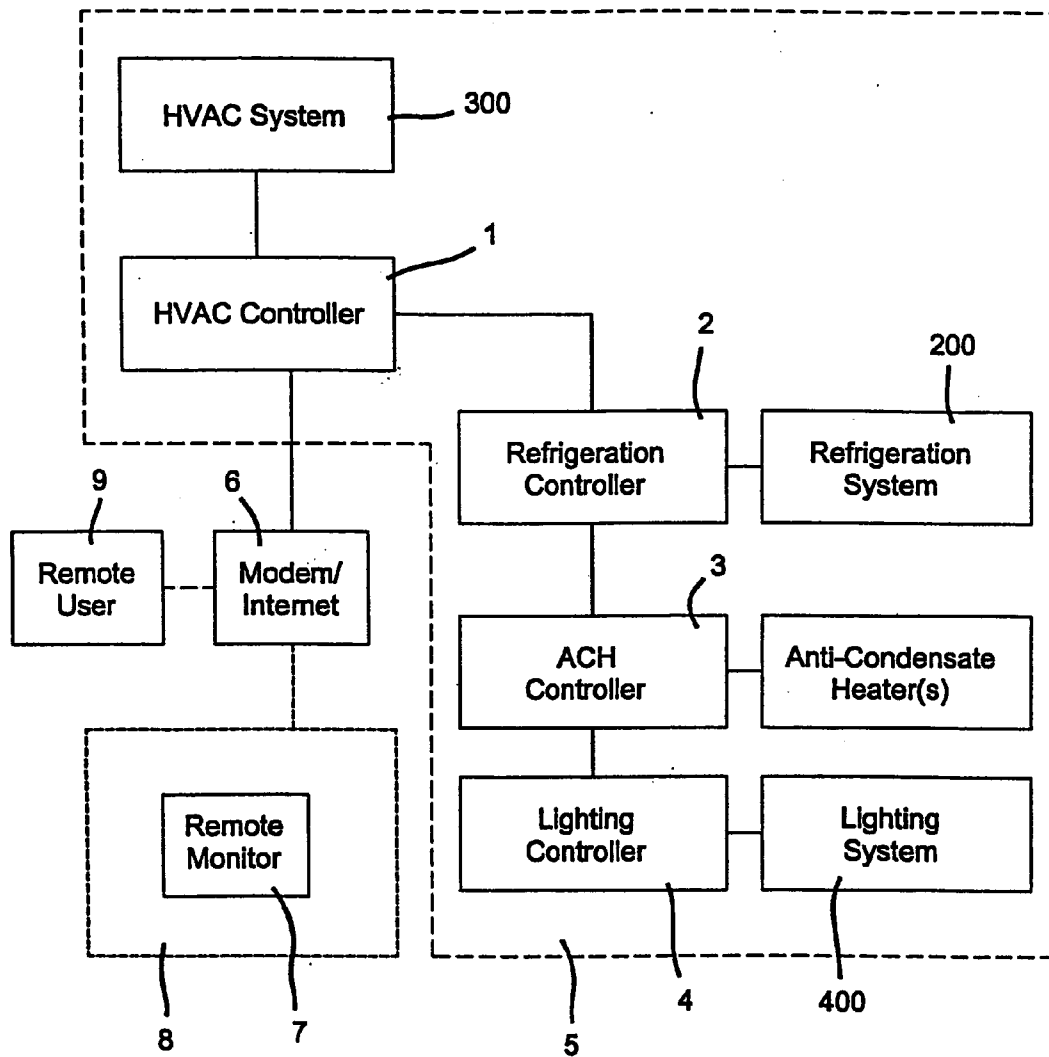 HVAC System
300
1
HVAC Controller
2
200
Refrigeration
Controller
Refrigeration
System
9
6
Remote
User
Modem/
Internet
3
ACH
Controller
Anti-Condensate
Heater(s)
Remote
Monitor
Lighting
Controller
Lighting
System
8
7
5
4
400